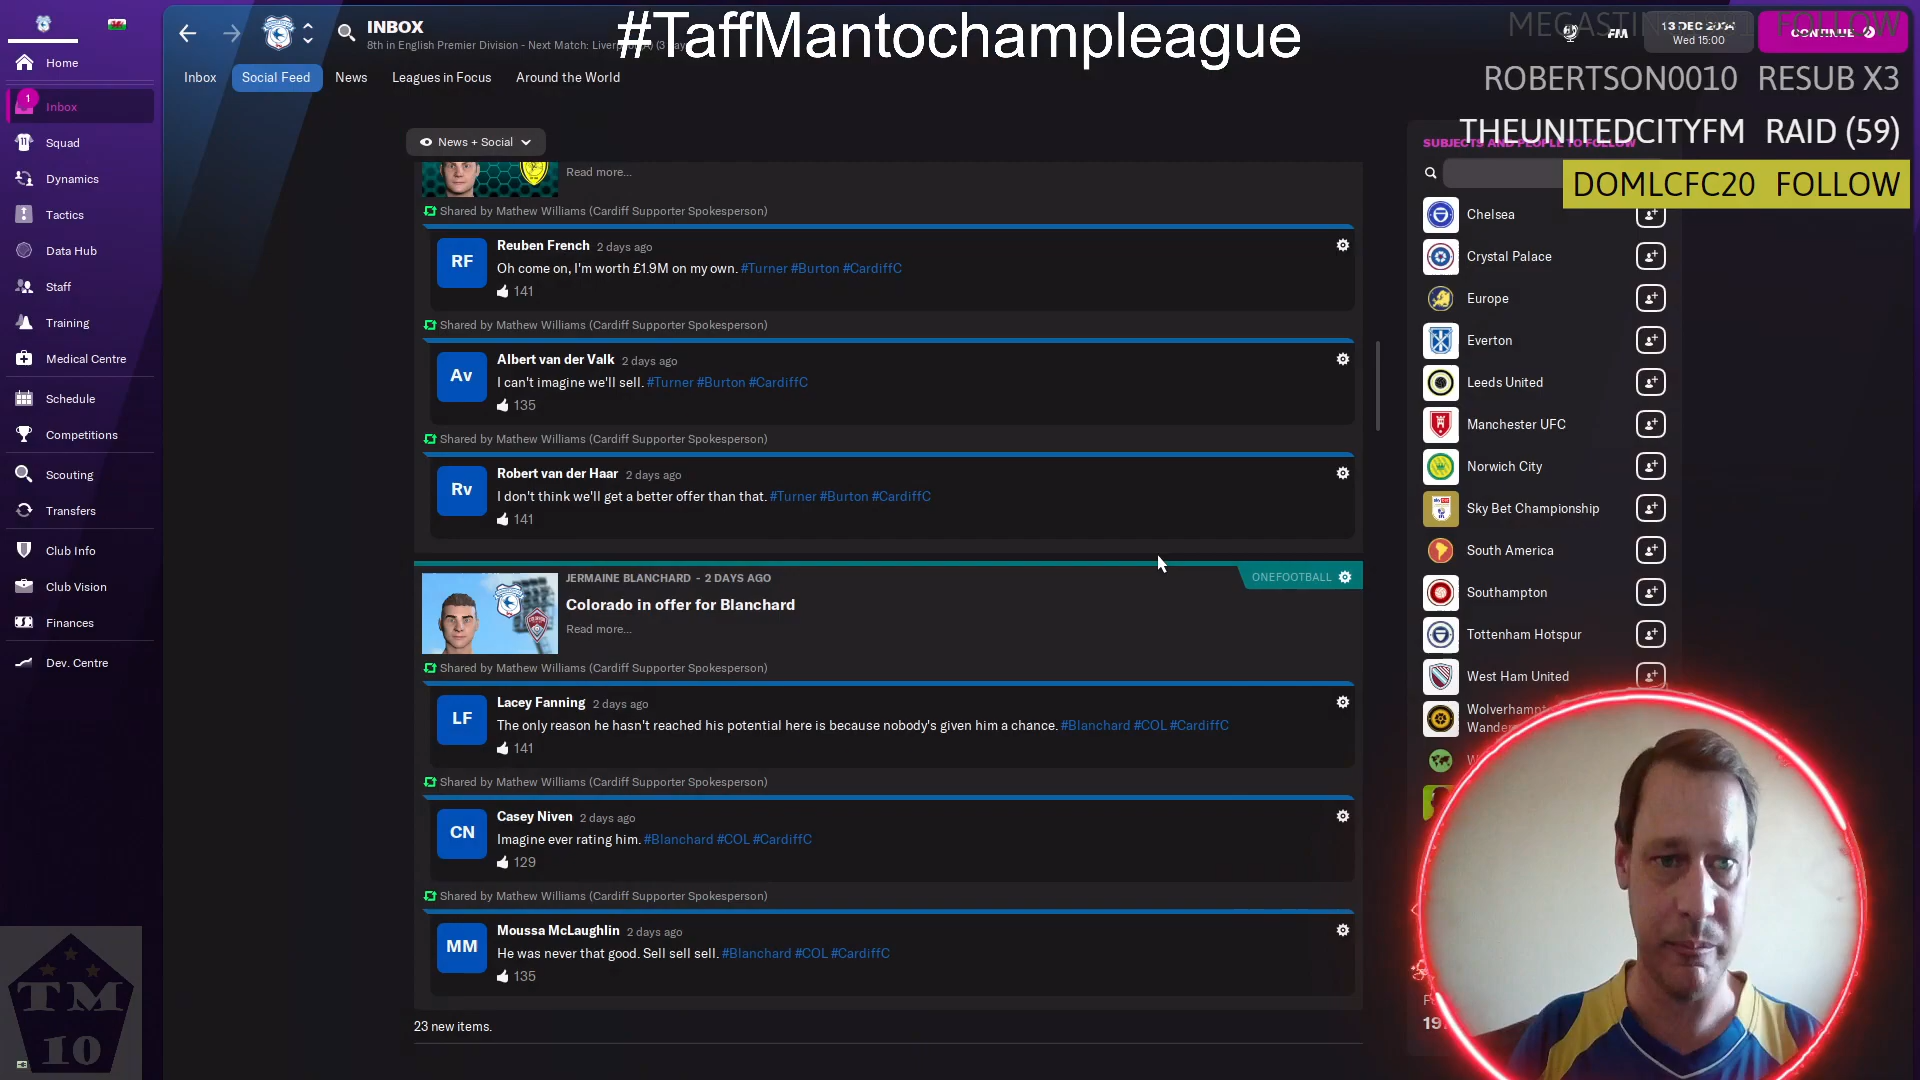 #TaffMantochampleague
INBOX
8th in English Premier Division - Next Match:
13 DEC
Wed 15:00
CONTINUE
FOLLOW
ROBERTSON0010 RESUB X3
THEUNITEDCITYFM RAID (59)
DOMLCFC20 FOLLOW
Home
1
Inbox
Squad
Dynamics
Tactics
Data Hub
Staff
Training
Medical Centre
Schedule
Competitions
Scouting
Transfers
Club Info
Club Vision
Finances
Dev. Centre
TM
10
Inbox
Social Feed
News
Leagues in Focus
Around the World
FM
News + Social
Read more...
Shared by Mathew Williams (Cardiff Supporter Spokesperson)
RF
Reuben French 2 days ago
Oh come on, I'm worth £1.9M on my own. #Turner #Burton #CardiffC
141
Shared by Mathew Williams (Cardiff Supporter Spokesperson)
Av
Albert van der Valk 2 days ago
I can't imagine we'll sell. #Turner #Burton #CardiffC
135
Shared by Mathew Williams (Cardiff Supporter Spokesperson)
Rv
Robert van der Haar 2 days ago
I don't think we'll get a better offer than that. #Turner #Burton #CardiffC
141
JERMAINE BLANCHARD - 2 DAYS AGO
ONEFOOTBALL
Colorado in offer for Blanchard
Read more...
Shared by Mathew Williams (Cardiff Supporter Spokesperson)
LF
Lacey Fanning 2 days ago
The only reason he hasn't reached his potential here is because nobody's given him a chance. #Blanchard #COL #CardiffC
141
Shared by Mathew Williams (Cardiff Supporter Spokesperson)
CN
Casey Niven 2 days ago
Imagine ever rating him. #Blanchard #COL #CardiffC
129
Shared by Mathew Williams (Cardiff Supporter Spokesperson)
MM
Moussa McLaughlin 2 days ago
He was never that good. Sell sell sell. #Blanchard #COL #CardiffC
135
23 new items.
SUBJECTS AND PEOPLE TO FOLLOW
Chelsea
Crystal Palace
Europe
Everton
Leeds United
Manchester UFC
Norwich City
Sky Bet Championship
South America
Southampton
Tottenham Hotspur
West Ham United